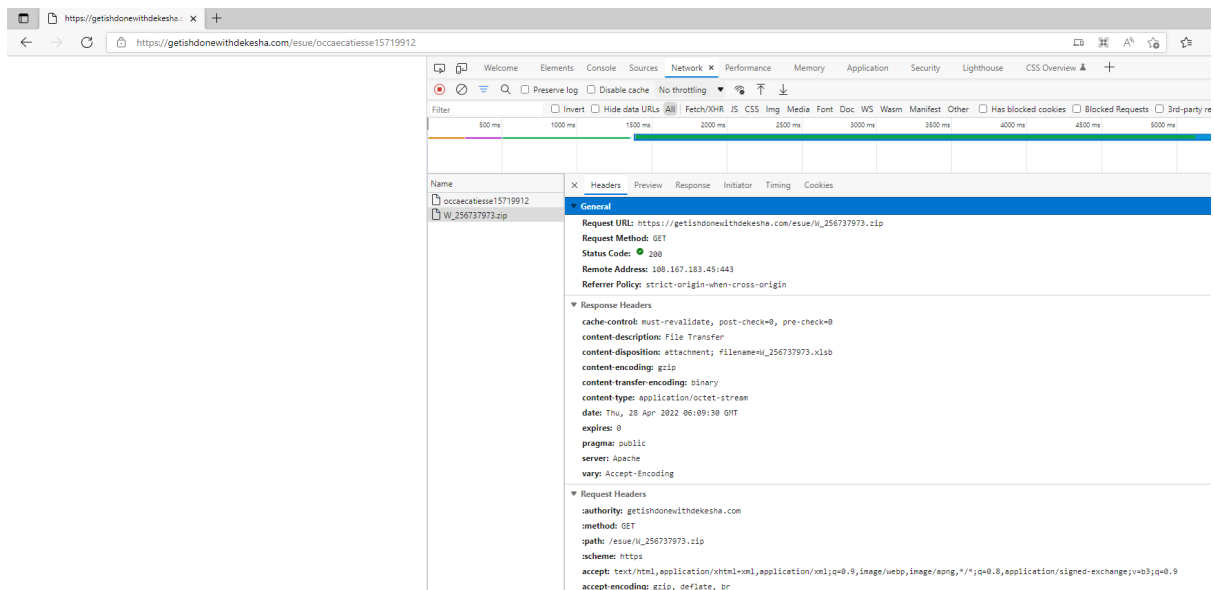 https://getishdonewithdekesha.c
https://getishdonewithdekesha.com/esue/occaecatiesse15719912
Welcome Elements Console Sources Network Performance Memory Application Security Lighthouse CSS Overview
Preserve log Disable cache No throttling
Filter Invert Hide data URLs All Fetch/XHR JS CSS Img Media Font Doc WS Wasm Manifest Other Has blocked cookies Blocked Requests 3rd-party re
500 ms 1000 ms 1500 ms 2000 ms 2500 ms 3000 ms 3500 ms 4000 ms 4500 ms 5000 ms
Name
Headers Preview Response Initiator Timing Cookies
occaecatiesse15719912
W_256737973.zip
General
Request URL: https://getishdonewithdekesha.com/esue/W_256737973.zip
Request Method: GET
Status Code: 200
Remote Address: 108.167.183.45:443
Referrer Policy: strict-origin-when-cross-origin
Response Headers
cache-control: must-revalidate, post-check=0, pre-check=0
content-description: File Transfer
content-disposition: attachment; filename=W_256737973.xlsb
content-encoding: gzip
content-transfer-encoding: binary
content-type: application/octet-stream
date: Thu, 28 Apr 2022 06:09:30 GMT
expires: 0
pragma: public
server: Apache
vary: Accept-Encoding
Request Headers
:authority: getishdonewithdekesha.com
:method: GET
:path: /esue/W_256737973.zip
:scheme: https
accept: text/html,application/xhtml+xml,application/xml;q=0.9,image/webp,image/apng,*/*;q=0.8,application/signed-exchange;v=b3;q=0.9
accept-encoding: gzip, deflate, br